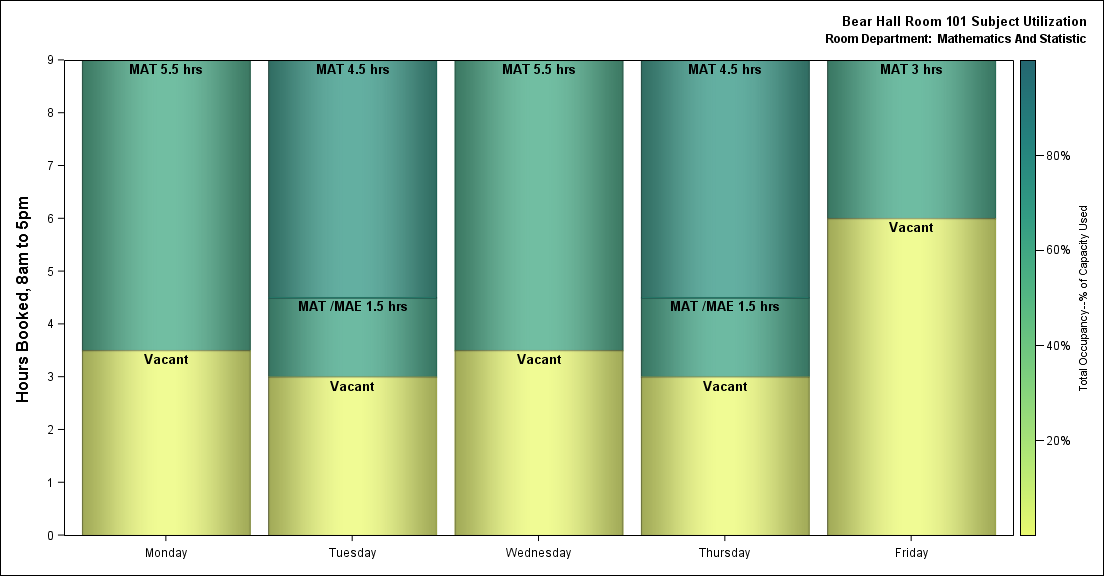 Bear Hall Room 101 Subject Utilization
Room Department: Mathematics And Statistic
Hours Booked, 8am to 5pm
9
8
7
6
5
4
3
2
1
0
MAT 5.5 hrs
Vacant
MAT 4.5 hrs
MAT /MAE 1.5 hrs
Vacant
MAT 5.5 hrs
Vacant
MAT 4.5 hrs
MAT /MAE 1.5 hrs
Vacant
MAT 3 hrs
Vacant
Monday
Tuesday
Wednesday
Thursday
Friday
80%
60%
40%
20%
Total Occupancy--% of Capacity Used